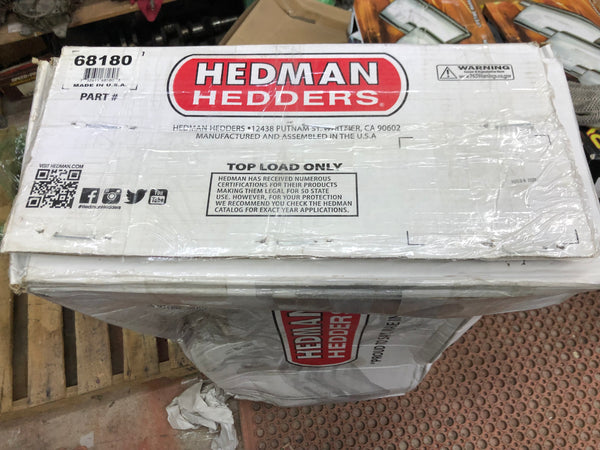 68180
MADE IN U.S.A.
PART #
HEDMAN
HEDDERS
WARNING
HEDMAN HEDDERS • 12438 PUTNAM ST. WHITTIER, CA 90602
MANUFACTURED AND ASSEMBLED IN THE U.S.A
TOP LOAD ONLY
HEDMAN HAS RECEIVED NUMEROUS
CERTIFICATIONS FOR THEIR PRODUCTS
MAKING THEM LEGAL FOR 50 STATE
USE. HOWEVER, FOR YOUR PROTECTION
WE RECOMMEND YOU CHECK THE HEDMAN
CATALOG FOR EXACT YEAR APPLICATIONS.
VISIT HEDMAN.COM
You Tube
#HedmanHedders
HEDMAN
HEDDERS